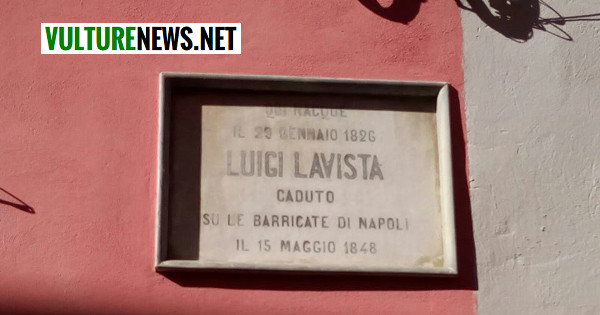 VULTURENEWS.NET
QUI NACQUE
IL 29 GENNAIO 1826
LUIGI LAVISTA
CADUTO
SU LE BARRICATE DI NAPOLI
IL 15 MAGGIO 1848